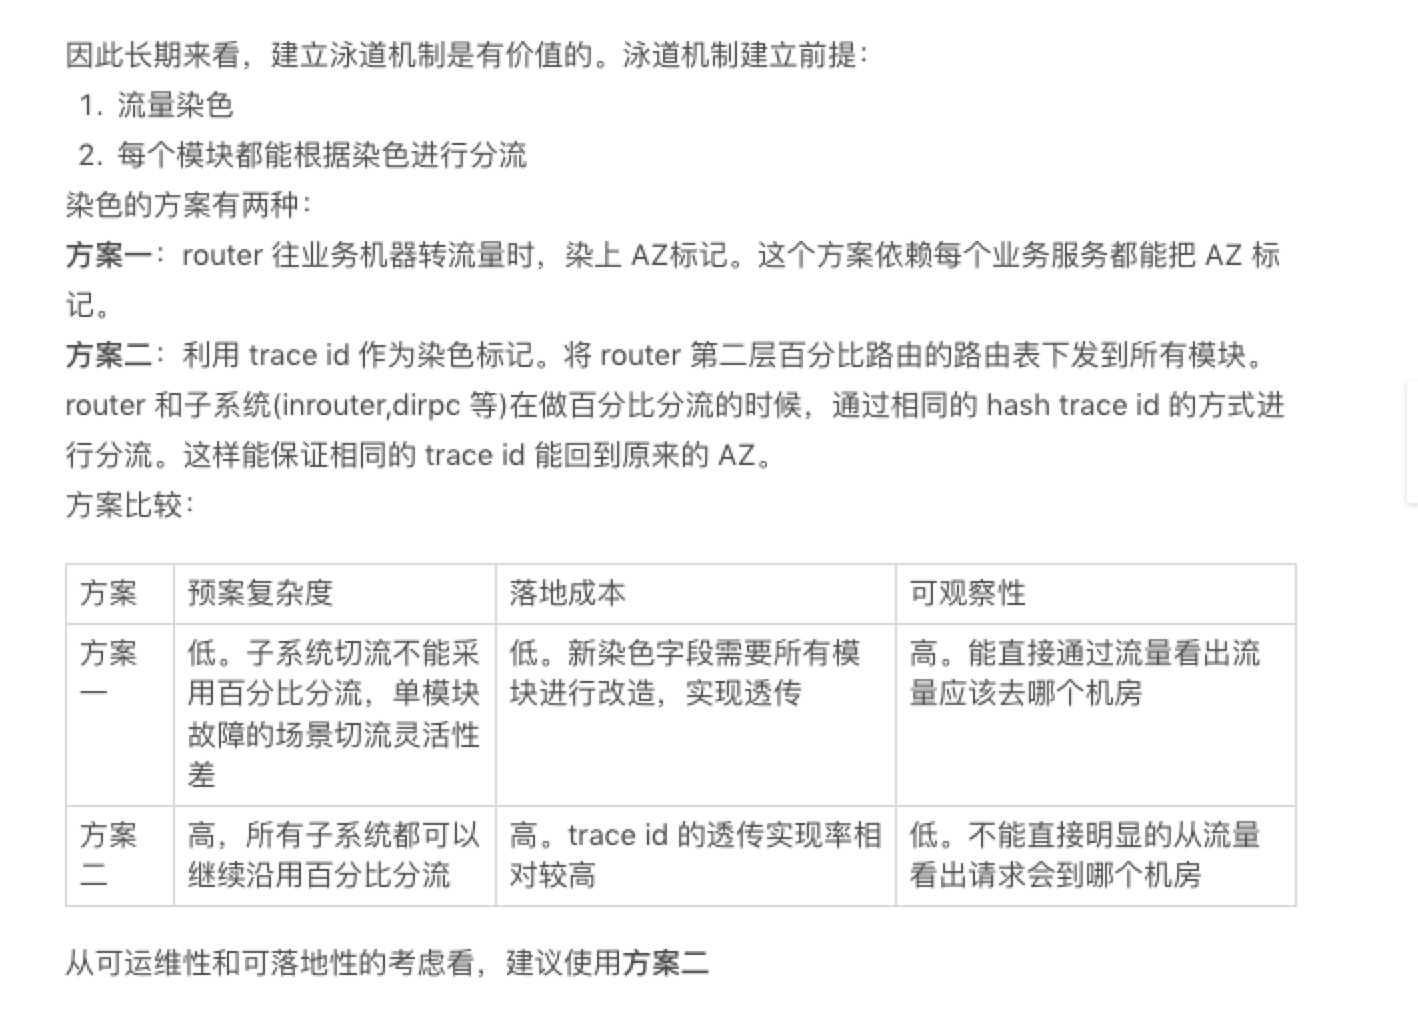 因此长期来看，建立泳道机制是有价值的。泳道机制建立前提：
1. 流量染色
2. 每个模块都能根据染色进行分流
染色的方案有两种：
方案一：router 往业务机器转流量时，染上 AZ标记。这个方案依赖每个业务服务都能把 AZ 标
记。
方案二：利用 trace id 作为染色标记。将 router 第二层百分比路由的路由表下发到所有模块。
router 和子系统(inrouter,dirpc 等)在做百分比分流的时候，通过相同的 hash trace id 的方式进
行分流。这样能保证相同的 trace id 能回到原来的 AZ。
方案比较：
方案 预案复杂度 落地成本 可观察性
方案
一
低。子系统切流不能采
用百分比分流，单模块
故障的场景切流灵活性
差
低。新染色字段需要所有模
块进行改造，实现透传
高。能直接通过流量看出流
量应该去哪个机房
方案
二
高，所有子系统都可以
继续沿用百分比分流
高。trace id 的透传实现率相
对较高
低。不能直接明显的从流量
看出请求会到哪个机房
从可运维性和可落地性的考虑看，建议使用方案二